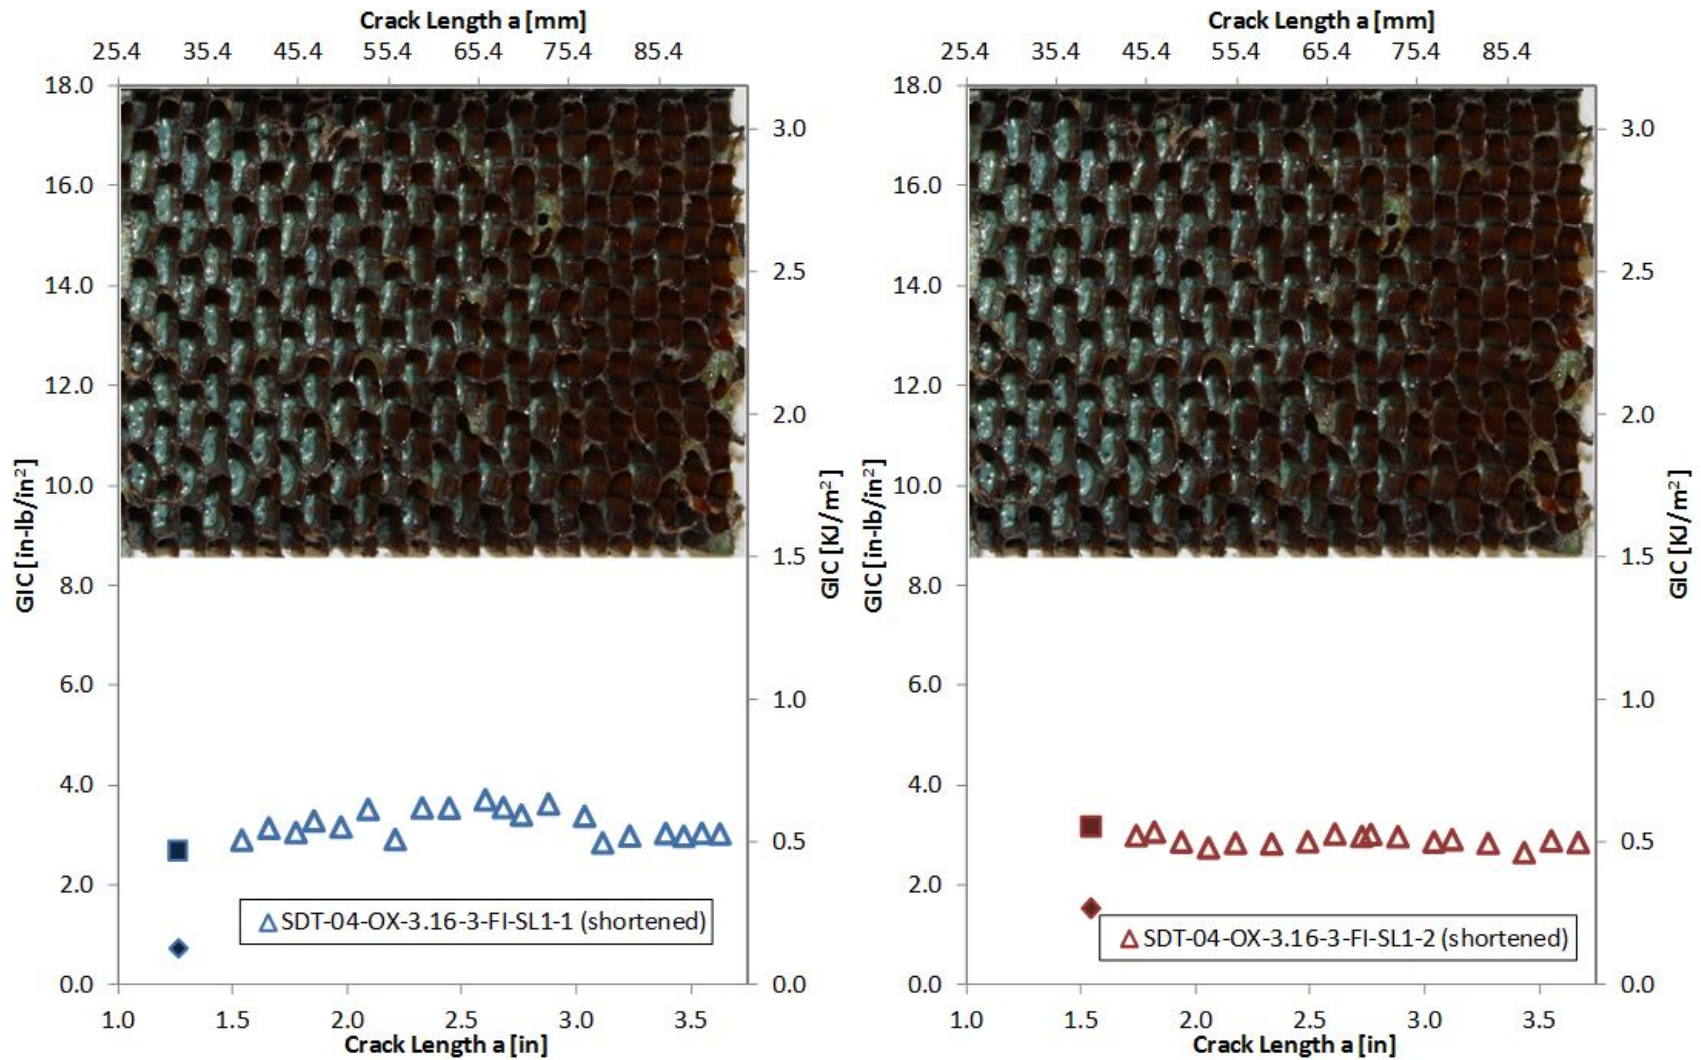 Crack Length a [mm]
25.4 35.4 45.4 55.4 65.4 75.4 85.4
18.0
16.0
14.0
12.0
10.0
8.0
6.0
4.0
2.0
0.0
GIC [in-lb/in²]
3.0
2.5
2.0
1.5
1.0
0.5
0.0
GIC [KJ/m²]
SDT-04-OX-3.16-3-FI-SL1-1 (shortened)
1.0 1.5 2.0 2.5 3.0 3.5
Crack Length a [in]
Crack Length a [mm]
25.4 35.4 45.4 55.4 65.4 75.4 85.4
18.0
16.0
14.0
12.0
10.0
8.0
6.0
4.0
2.0
0.0
GIC [in-lb/in²]
3.0
2.5
2.0
1.5
1.0
0.5
0.0
GIC [KJ/m²]
SDT-04-OX-3.16-3-FI-SL1-2 (shortened)
1.0 1.5 2.0 2.5 3.0 3.5
Crack Length a [in]